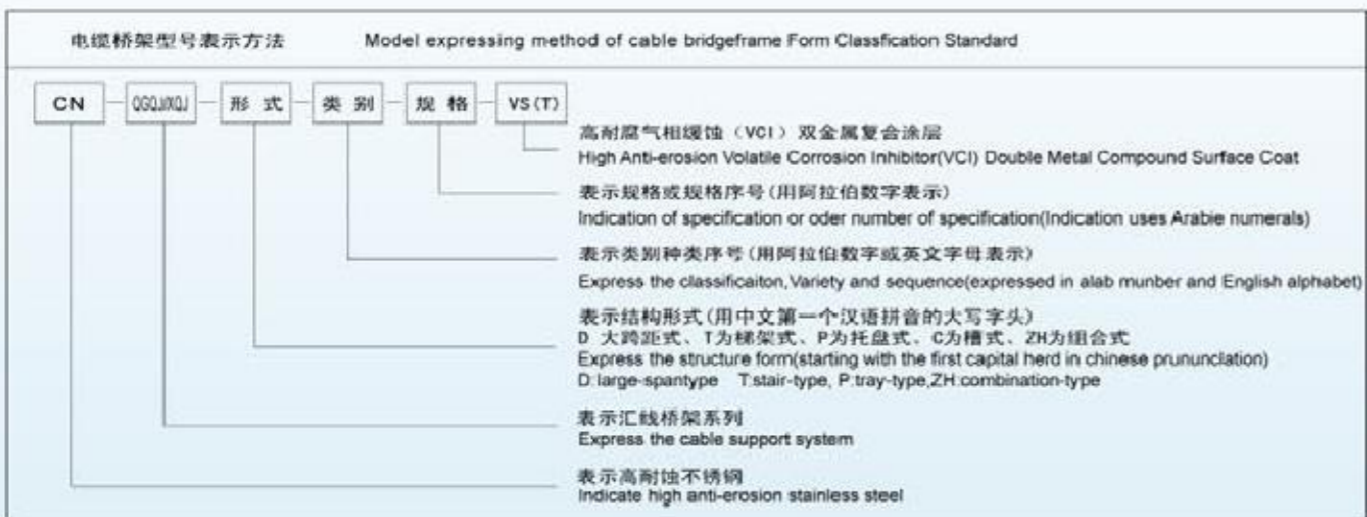 电缆桥架型号表示方法 Model expressing method of cable bridgeframe Form Classfication Standard
CN 形式 类别 规格 VS(T)
高耐腐气相缓蚀（VCI）双金属复合涂层
High Anti-erosion Volatile Corrosion Inhibitor(VCI) Double Metal Compound Surface Coat
表示规格或规格序号(用阿拉伯数字表示)
Indication of specification or oder number of specification(Indication uses Arabie numerals)
表示类别种类序号(用阿拉伯数字或英文字母表示)
Express the classificaiton,Variety and sequence(expressed in alab munber and English alphabet)
表示结构形式(用中文第一个汉语拼音的大写字头)
D 大跨距式、T为梯架式、P为托盘式、C为槽式、ZH为组合式
Express the structure form(starting with the first capital herd in chinese prununclation)
D:large-spantype T:stair-type, P:tray-type,ZH:combination-type
表示汇线桥架系列
Express the cable support system
表示高耐蚀不锈钢
Indicate high anti-erosion stainless steel